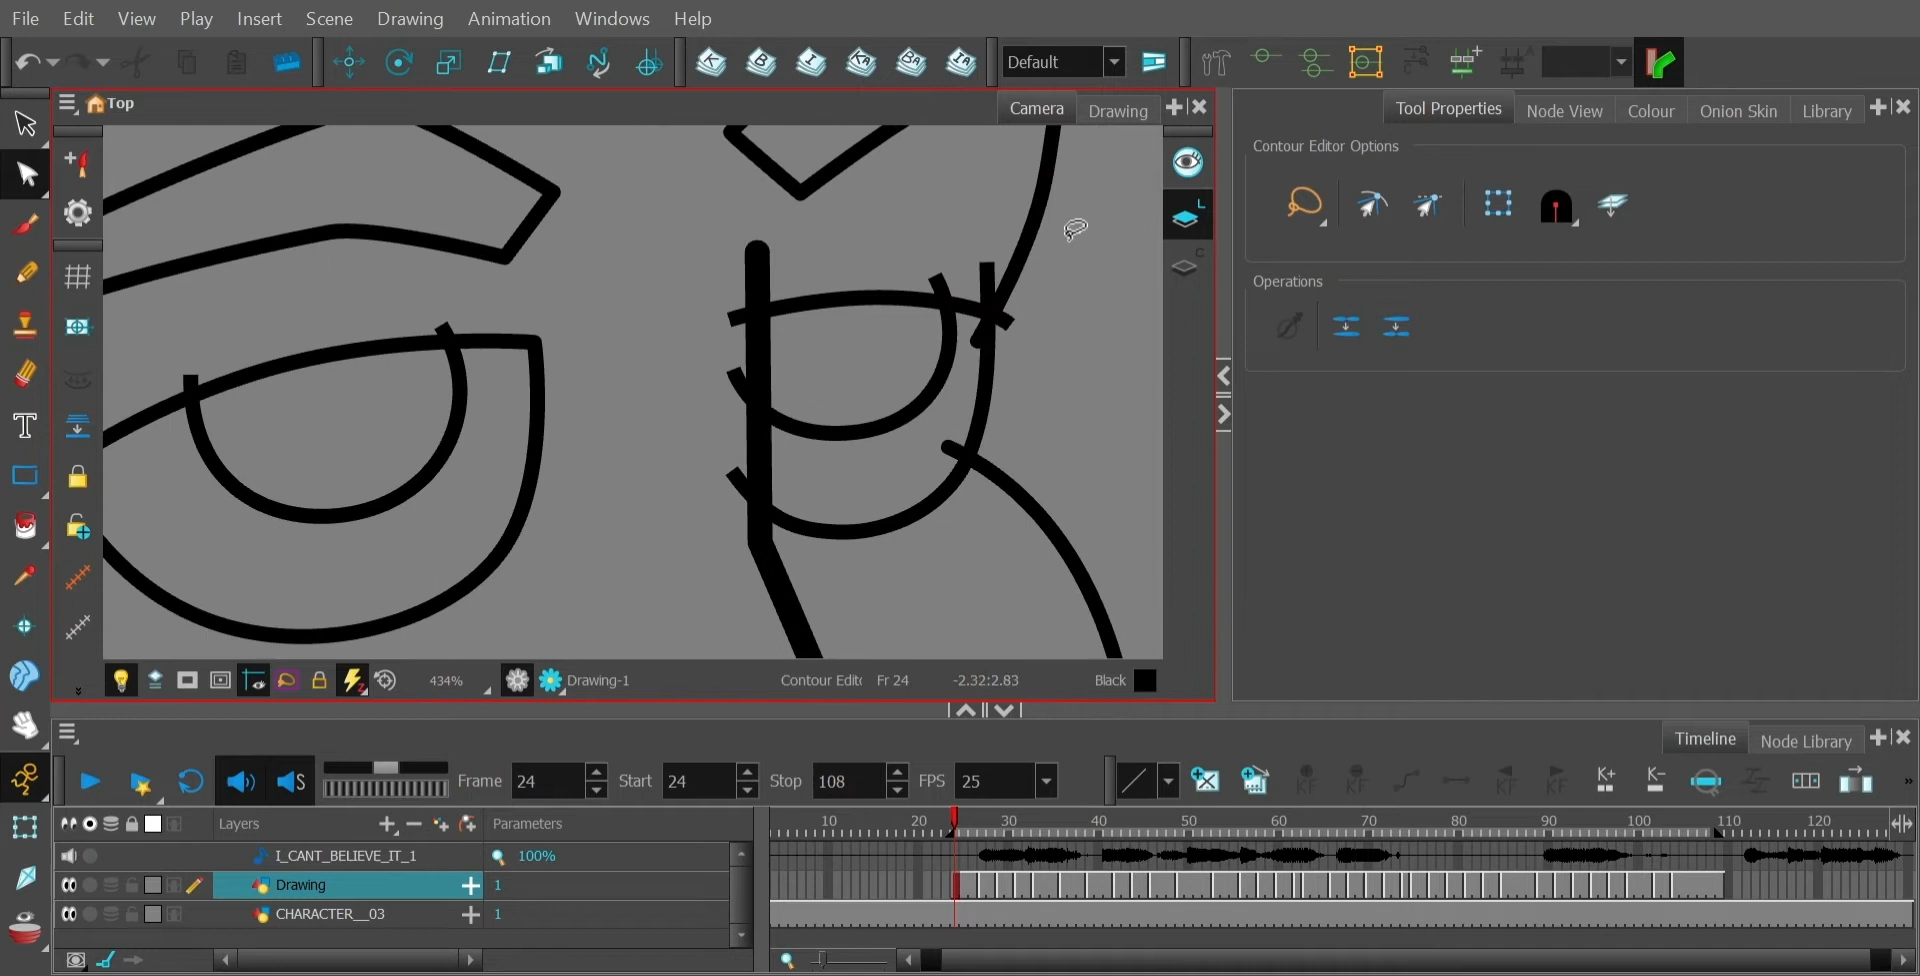 File Edit View Play Insert Scene Drawing Animation Windows Help
K B I KA BA IA Default
Top Camera Drawing Tool Properties Node View Colour Onion Skin Library
Contour Editor Options
Operations
434% Drawing-1 Fr 24 -2.32:2.83 Black
Timeline Node Library
Frame 24 Start 24 Stop 108 FPS 25
Layers Parameters 10 20 30 40 50 60 70 80 90 100 110 120
I_CANT_BELIEVE_IT_1 100%
Drawing 1
CHARACTER__03 1